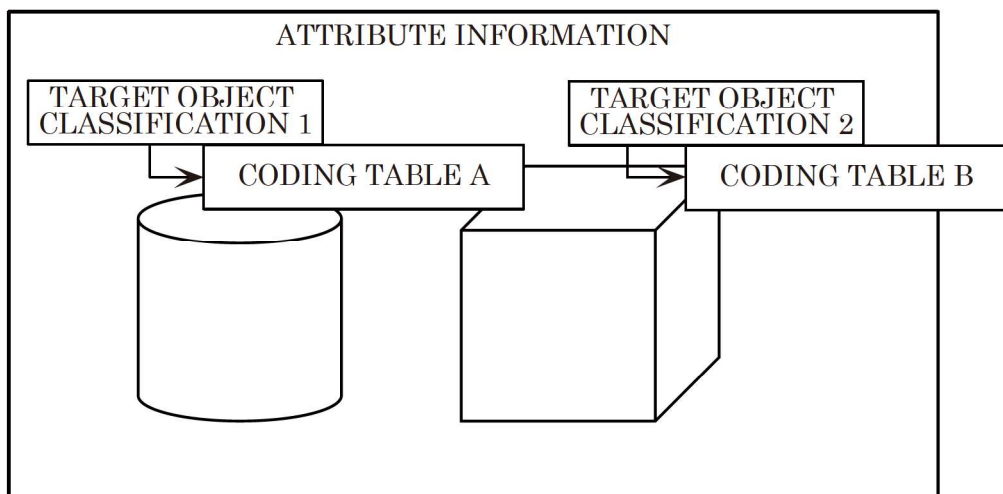 ATTRIBUTE INFORMATION
TARGET OBJECT
CLASSIFICATION 1
CODING TABLE A
TARGET OBJECT
CLASSIFICATION 2
CODING TABLE B